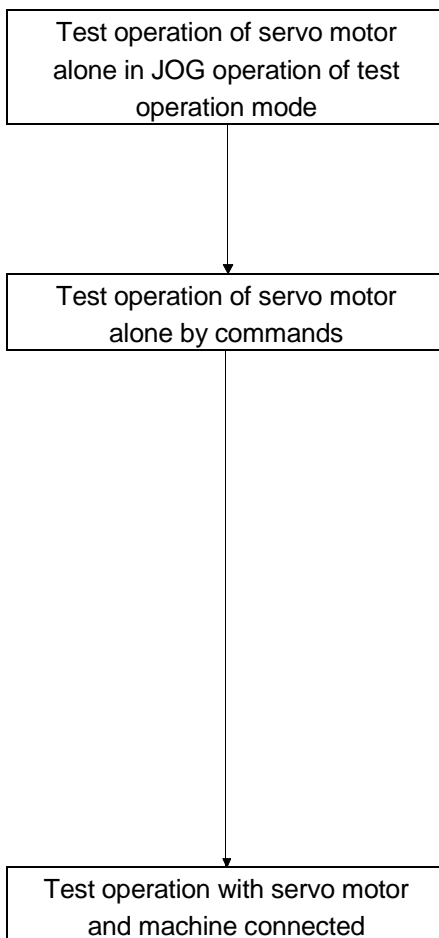 Test operation of servo motor
alone in JOG operation of test
operation mode
Test operation of servo motor
alone by commands
Test operation with servo motor
and machine connected